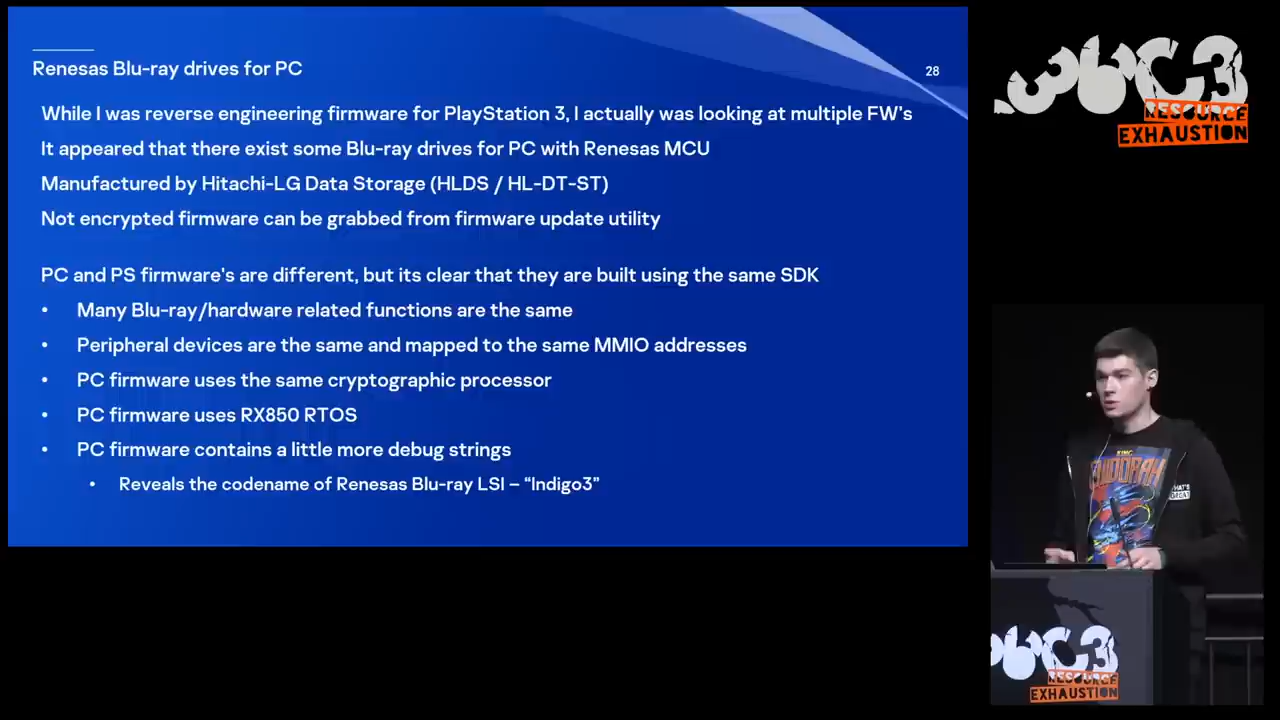 Renesas Blu-ray drives for PC
28
While I was reverse engineering firmware for PlayStation 3, I actually was looking at multiple FW's
It appeared that there exist some Blu-ray drives for PC with Renesas MCU
Manufactured by Hitachi-LG Data Storage (HLDS / HL-DT-ST)
Not encrypted firmware can be grabbed from firmware update utility
PC and PS firmware's are different, but its clear that they are built using the same SDK
• Many Blu-ray/hardware related functions are the same
• Peripheral devices are the same and mapped to the same MMIO addresses
• PC firmware uses the same cryptographic processor
• PC firmware uses RX850 RTOS
• PC firmware contains a little more debug strings
• Reveals the codename of Renesas Blu-ray LSI – “Indigo3”
38C3
RESOURCE
EXHAUSTION
KING
GHIDORAH
38C3
RESOURCE
EXHAUSTION